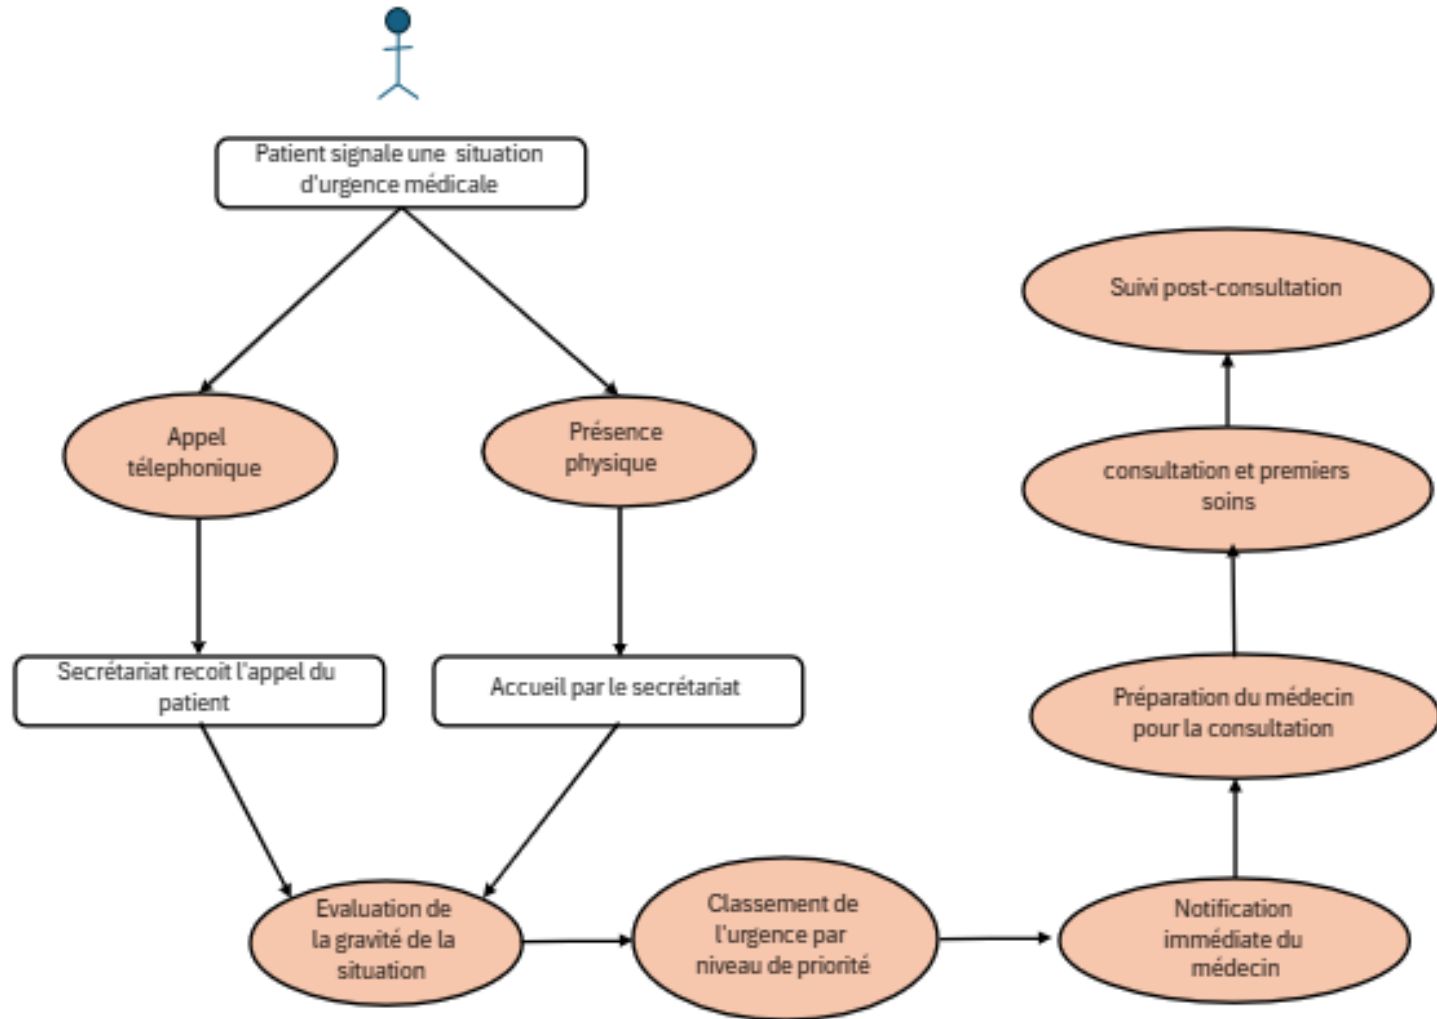 Patient signale une situation
d'urgence médicale
Appel
télephonique
Présence
physique
Secrétariat recoit l'appel du
patient
Accueil par le secrétariat
Evaluation de
la gravité de la
situation
Classement de
l'urgence par
niveau de priorité
Notification
immédiate du
médecin
Préparation du médecin
pour la consultation
consultation et premiers
soins
Suivi post-consultation